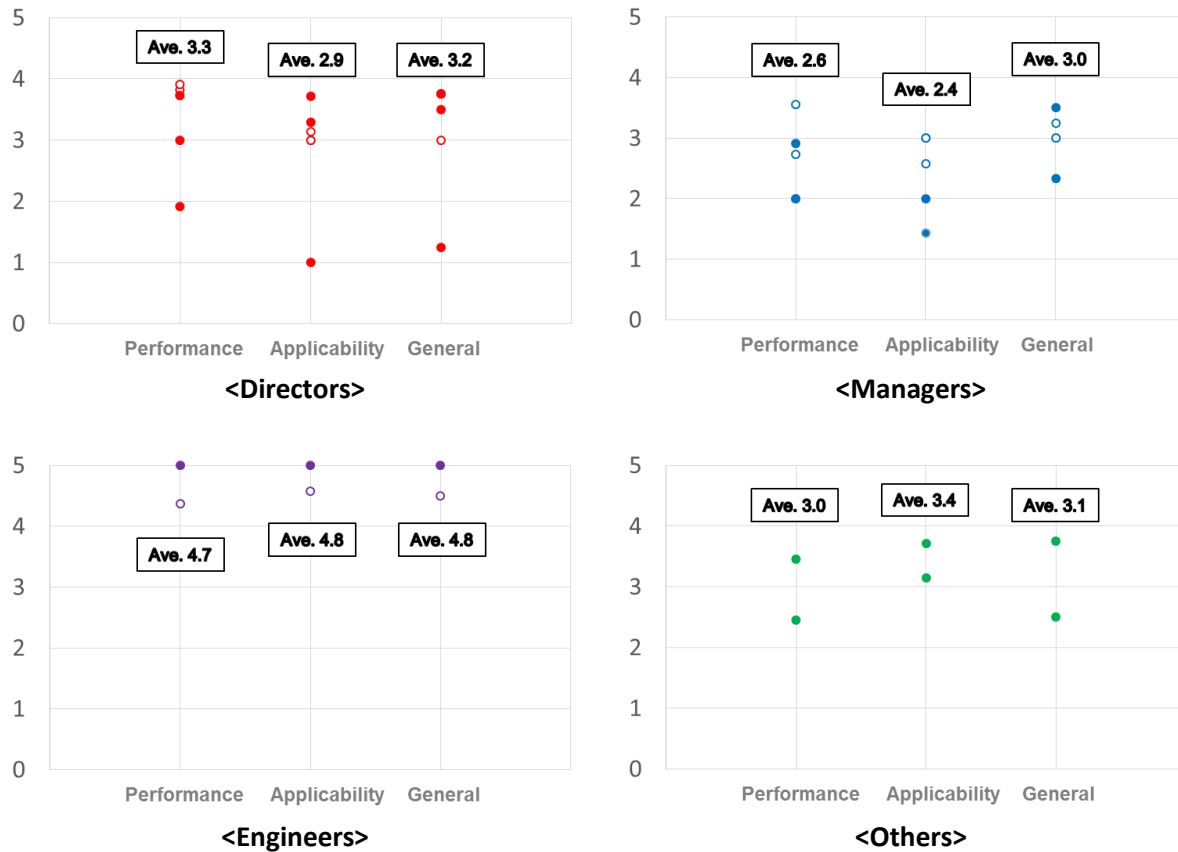 5
4
3
2
1
0
Ave. 3.3
Ave. 2.9
Ave. 3.2
Performance
Applicability
General
<Directors>
5
4
3
2
1
0
Ave. 2.6
Ave. 2.4
Ave. 3.0
Performance
Applicability
General
<Managers>
5
4
3
2
1
0
Ave. 4.7
Ave. 4.8
Ave. 4.8
Performance
Applicability
General
<Engineers>
5
4
3
2
1
0
Ave. 3.0
Ave. 3.4
Ave. 3.1
Performance
Applicability
General
<Others>